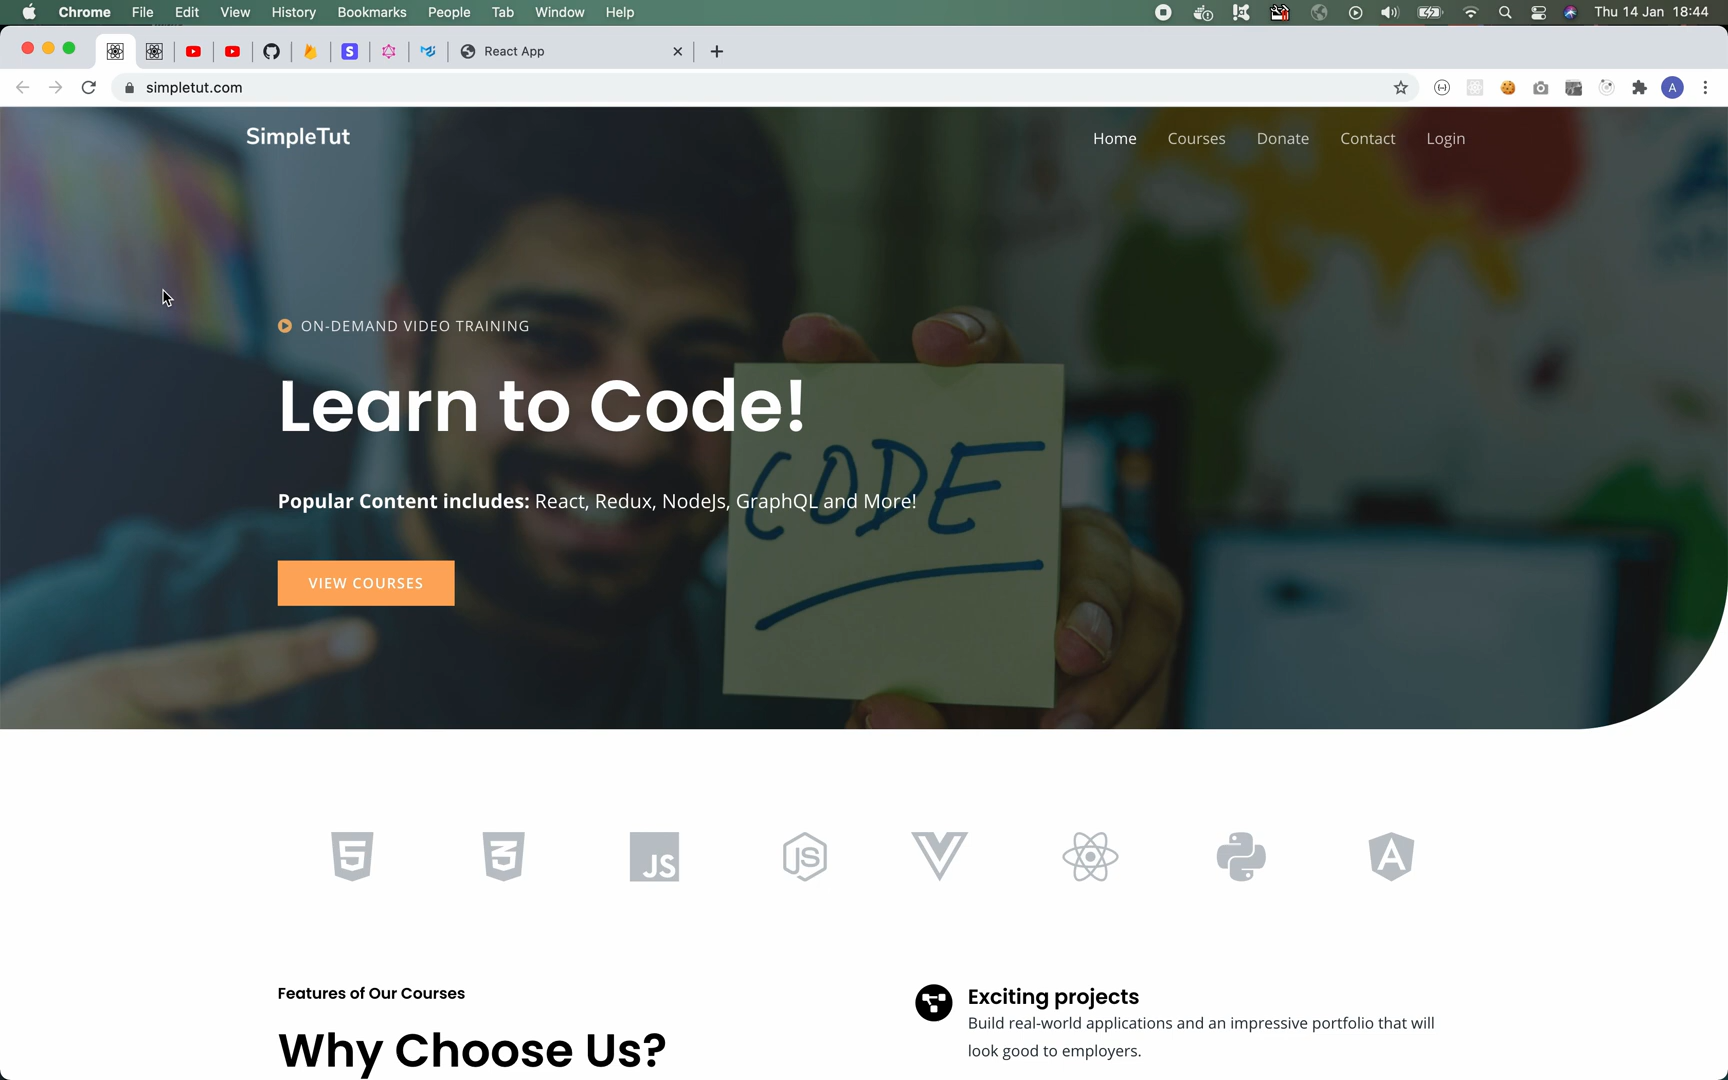 Chrome File Edit View History Bookmarks People Tab Window Help Thu 14 Jan 18:44
S React App
simpletut.com A
SimpleTut Home Courses Donate Contact Login
ON-DEMAND VIDEO TRAINING
Learn to Code!
CODE
Popular Content includes: React, Redux, NodeJs, GraphQL and More!
VIEW COURSES
5 3 JS JS A
Features of Our Courses
Why Choose Us?
Exciting projects
Build real-world applications and an impressive portfolio that will
look good to employers.